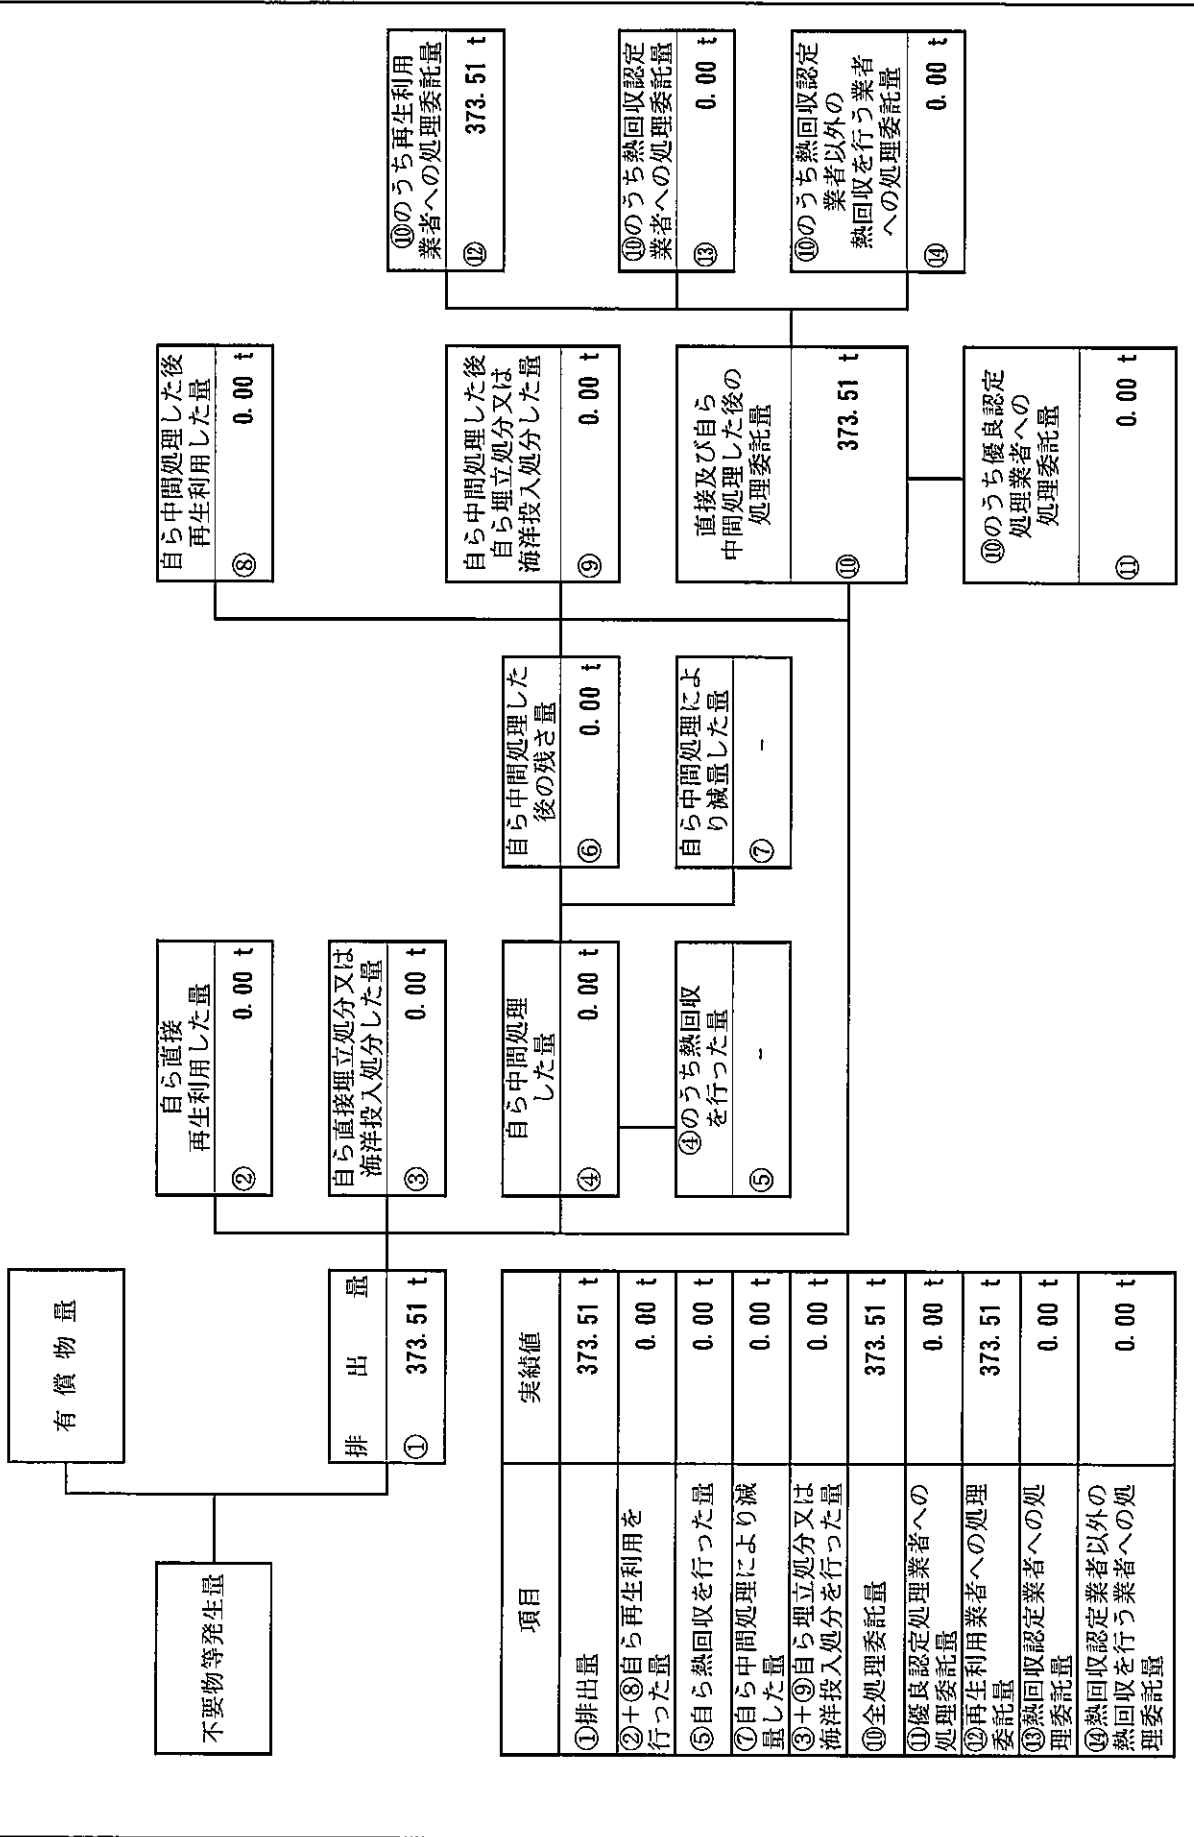 不要物等発生量
有償物量
排出量
① 373.51 t
自ら直接
再生利用した量
② 0.00 t
自ら直接埋立処分又は
海洋投入処分した量
③ 0.00 t
自ら中間処理
した量
④ 0.00 t
④のうち熱回収
を行った量
⑤ -
自ら中間処理した
後の残さ量
⑥ 0.00 t
自ら中間処理によ
り減量した量
⑦ -
自ら中間処理した後
再生利用した量
⑧ 0.00 t
自ら中間処理した後
自ら埋立処分又は
海洋投入処分した量
⑨ 0.00 t
直接及び自ら
中間処理した後の
処理委託量
⑩ 373.51 t
⑩のうち優良認定
処理業者への
処理委託量
⑪ 0.00 t
⑩のうち再生利用
業者への処理委託量
⑫ 373.51 t
⑩のうち熱回収認定
業者への処理委託量
⑬ 0.00 t
⑩のうち熱回収認定
業者以外の
熱回収を行う業者
への処理委託量
⑭ 0.00 t
項目 実績値
①排出量 373.51 t
②+⑧自ら再生利用を
行った量 0.00 t
⑤自ら熱回収を行った量 0.00 t
⑦自ら中間処理により減
量した量 0.00 t
③+⑨自ら埋立処分又は
海洋投入処分を行った量 0.00 t
⑩全処理委託量 373.51 t
⑪優良認定処理業者への
処理委託量 0.00 t
⑫再生利用業者への処理
委託量 373.51 t
⑬熱回収認定業者への処
理委託量 0.00 t
⑭熱回収認定業者以外の
熱回収を行う業者への処
理委託量 0.00 t